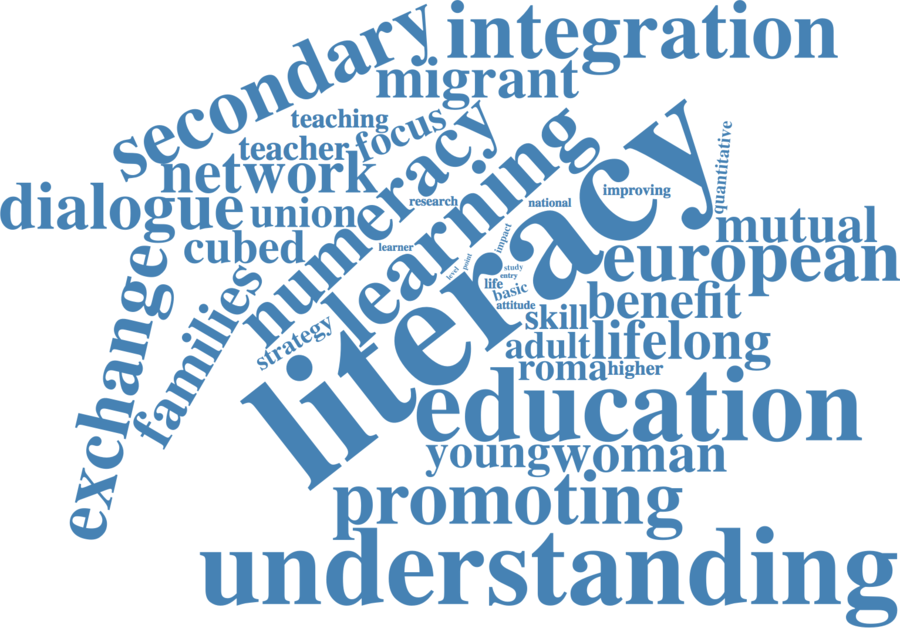 integration
secondary
migrant
teaching
focus
teacher
network
numeracy
learning
literacy
quantitative
improving
research
national
dialogue
union
mutual
cubed
learner
impact
european
exchange
families
level
point
study
entry
life
basic
attitude
benefit
skill
strategy
adult
lifelong
roma
higher
education
young
woman
promoting
understanding